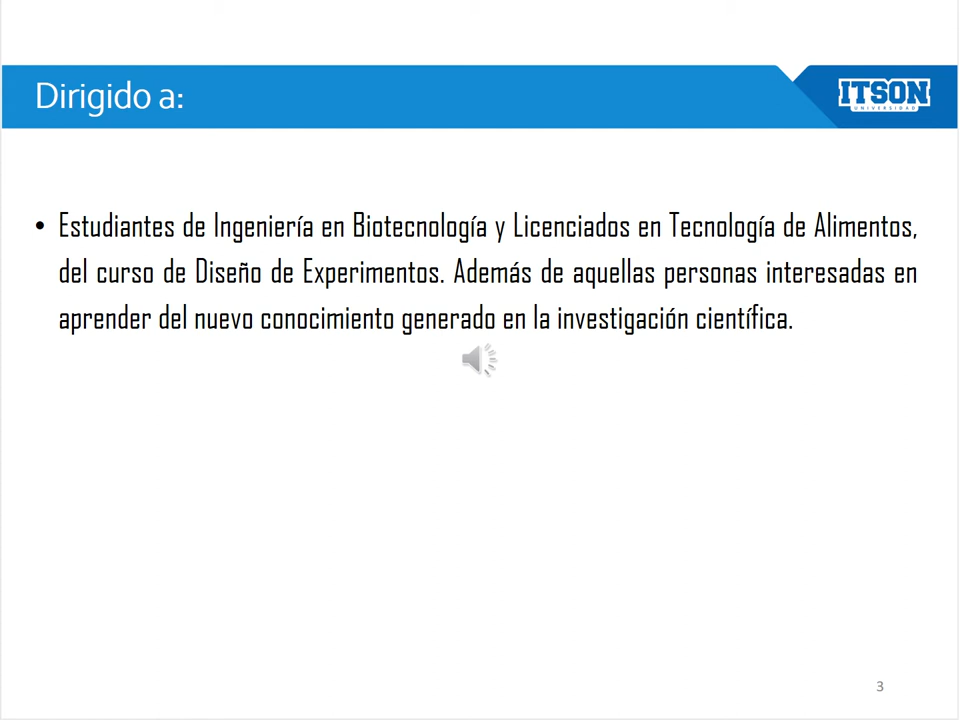 Dirigido a:
ITSON
UNIVERSIDAD
• Estudiantes de Ingeniería en Biotecnología y Licenciados en Tecnología de Alimentos,
del curso de Diseño de Experimentos. Además de aquellas personas interesadas en
aprender del nuevo conocimiento generado en la investigación científica.
3